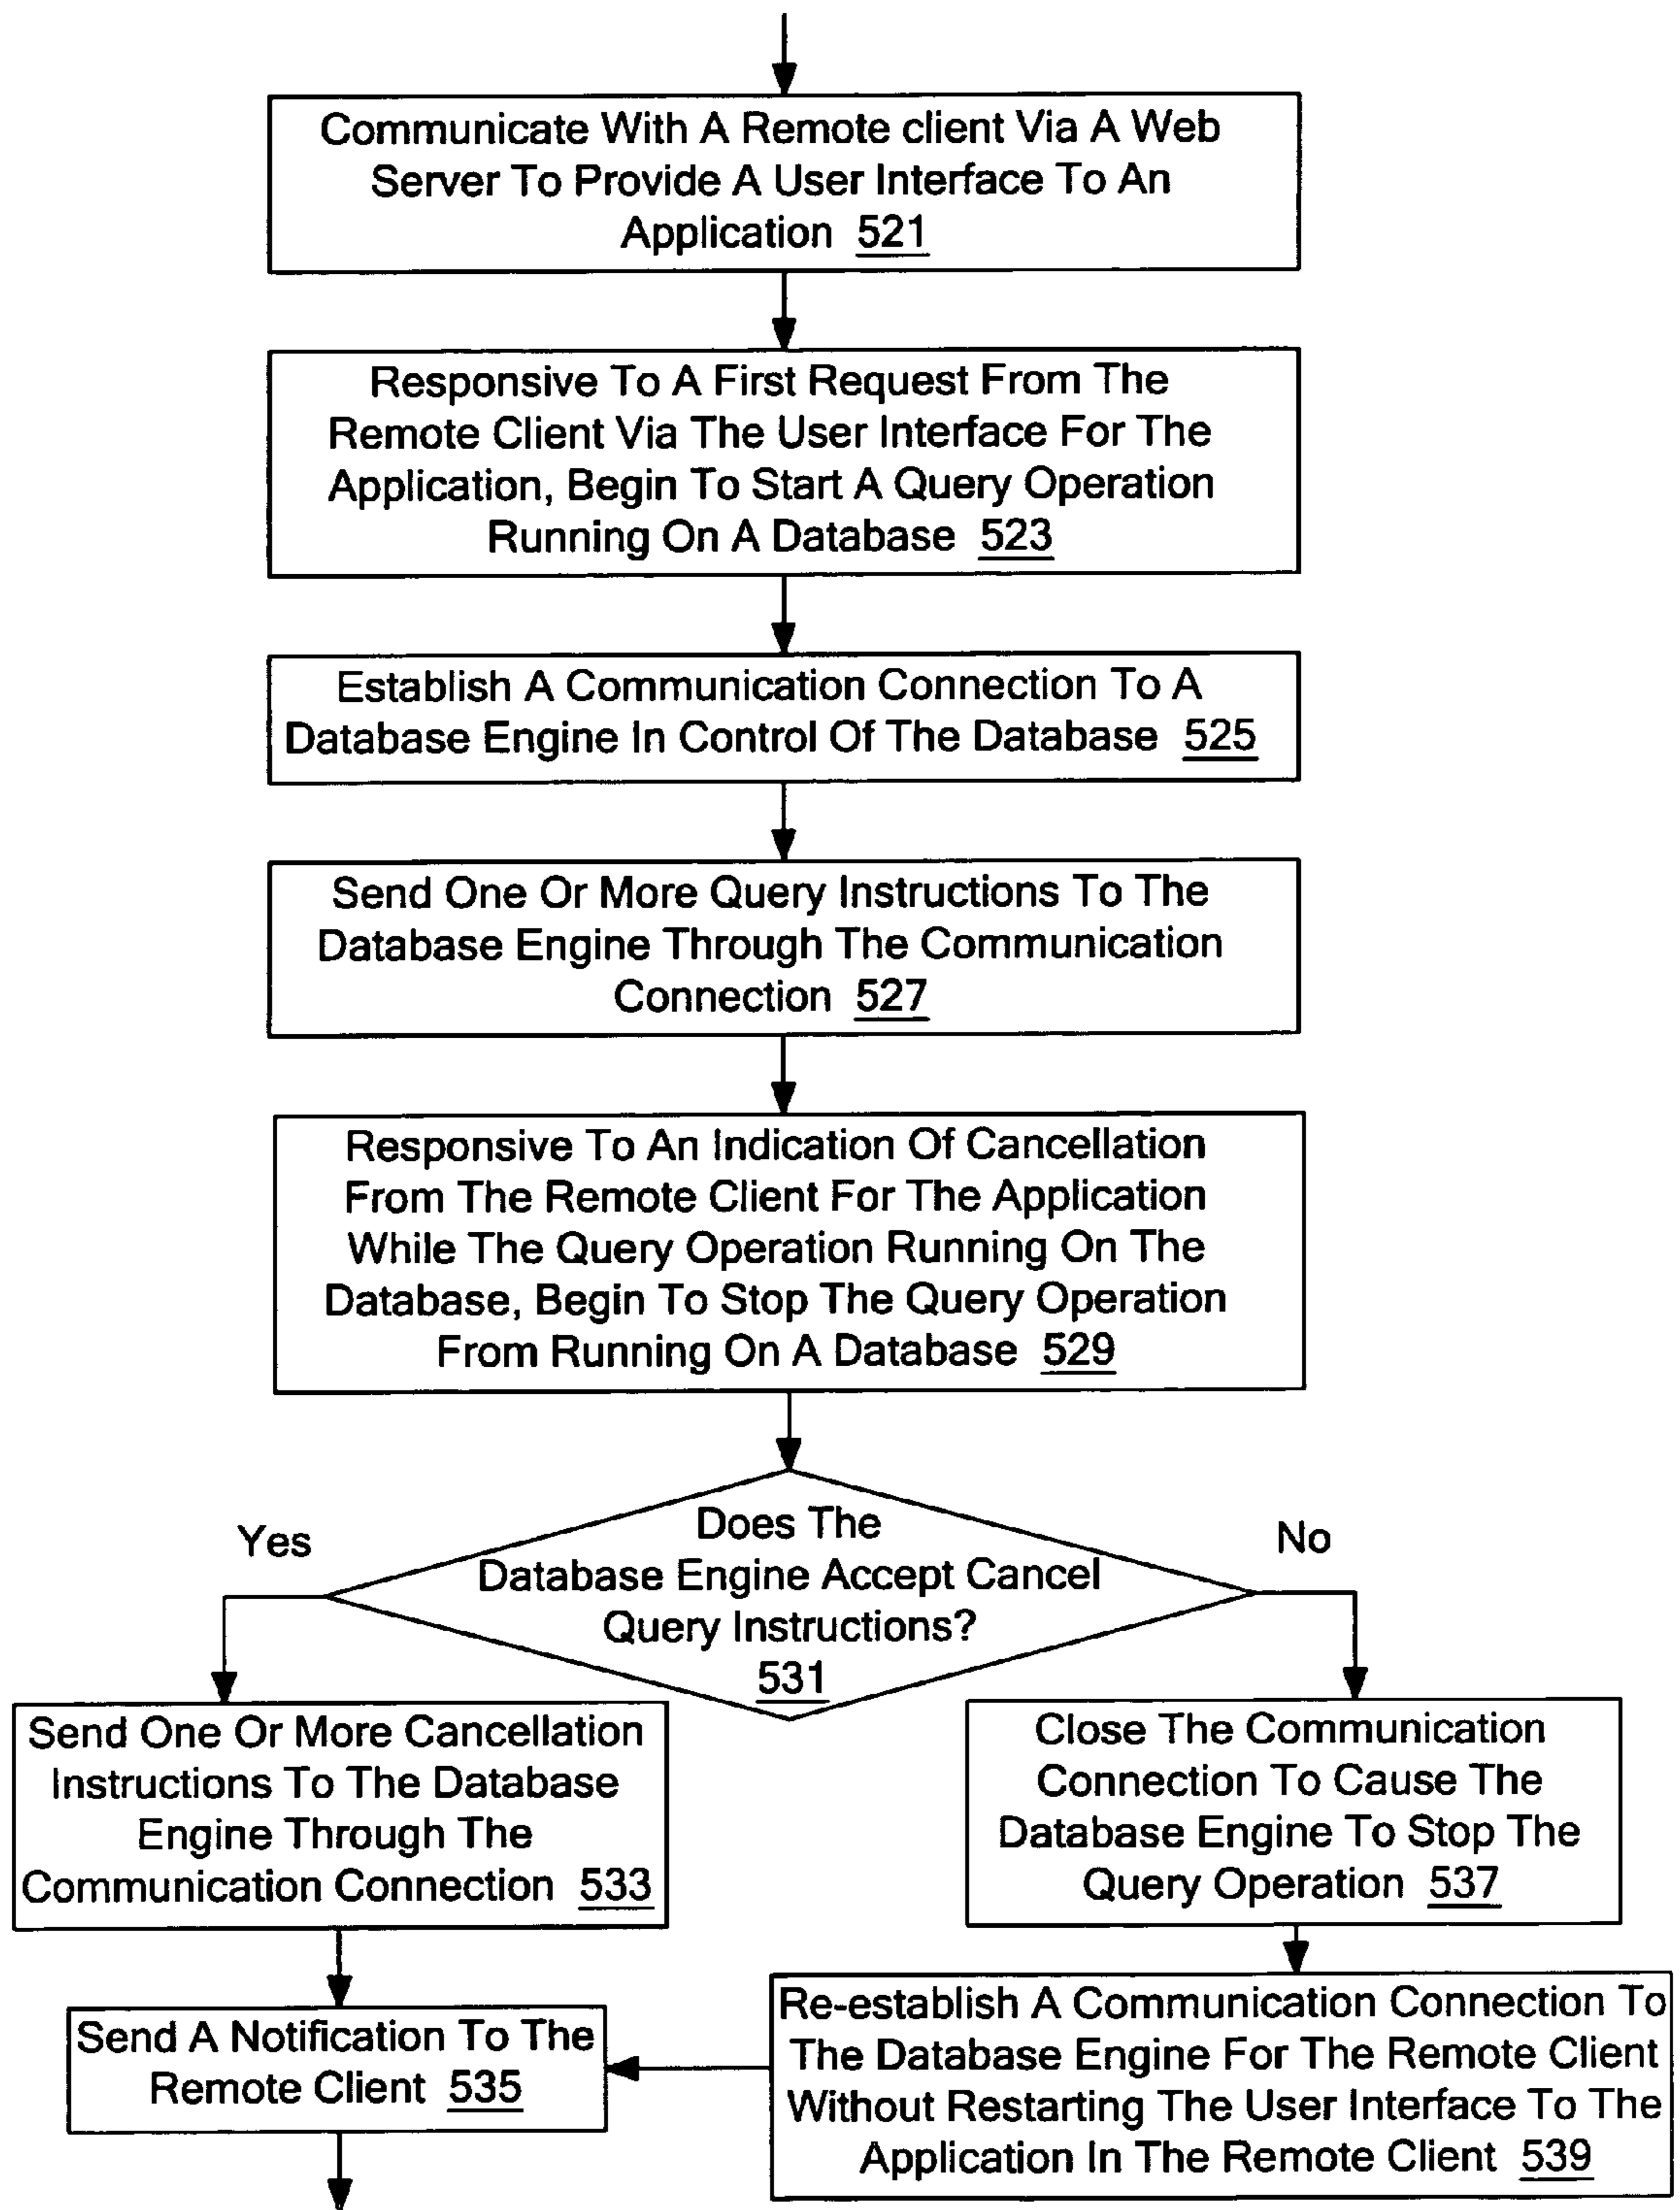 Communicate With A Remote client Via A Web
Server To Provide A User Interface To An
Application 521
Responsive To A First Request From The
Remote Client Via The User Interface For The
Application, Begin To Start A Query Operation
Running On A Database 523
Establish A Communication Connection To A
Database Engine In Control Of The Database 525
Send One Or More Query Instructions To The
Database Engine Through The Communication
Connection 527
Responsive To An Indication Of Cancellation
From The Remote Client For The Application
While The Query Operation Running On The
Database, Begin To Stop The Query Operation
From Running On A Database 529
Does The
Database Engine Accept Cancel
Query Instructions?
531
Yes
No
Send One Or More Cancellation
Instructions To The Database
Engine Through The
Communication Connection 533
Close The Communication
Connection To Cause The
Database Engine To Stop The
Query Operation 537
Send A Notification To The
Remote Client 535
Re-establish A Communication Connection To
The Database Engine For The Remote Client
Without Restarting The User Interface To The
Application In The Remote Client 539